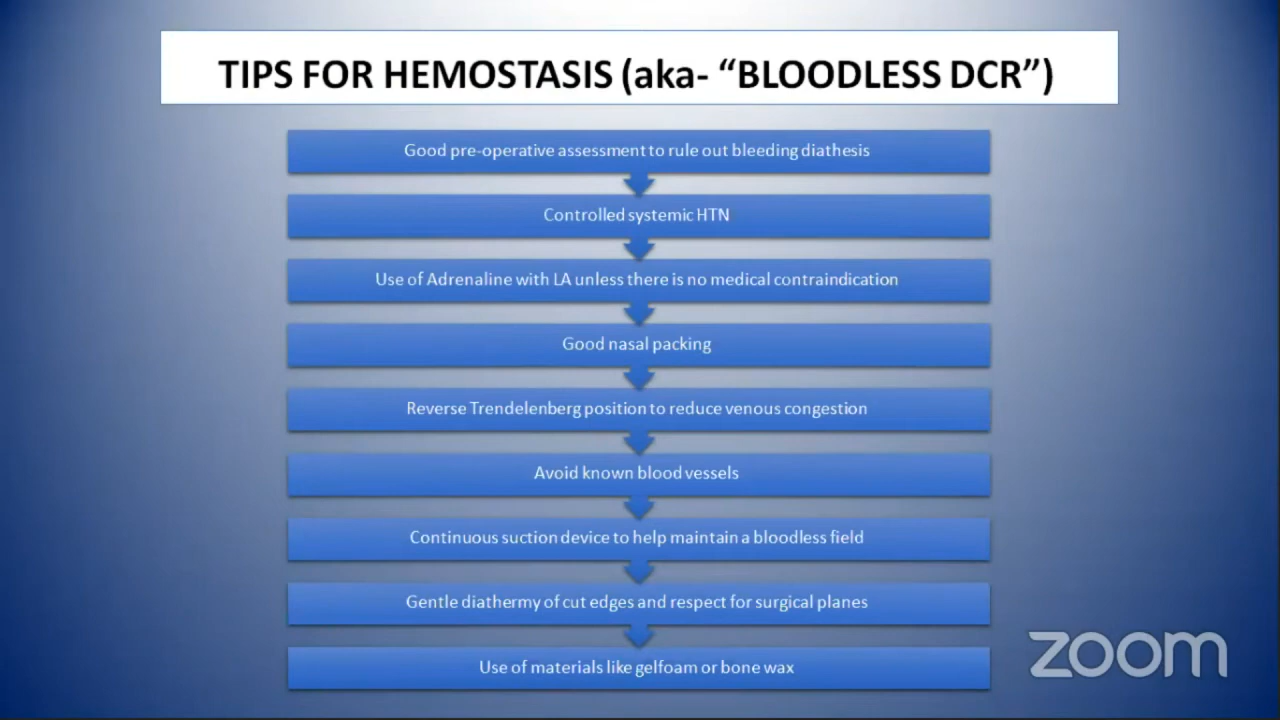 TIPS FOR HEMOSTASIS (aka- “BLOODLESS DCR”)
Good pre-operative assessment to rule out bleeding diathesis
Controlled systemic HTN
Use of Adrenaline with LA unless there is no medical contraindication
Good nasal packing
Reverse Trendelenberg position to reduce venous congestion
Avoid known blood vessels
Continuous suction device to help maintain a bloodless field
Gentle diathermy of cut edges and respect for surgical planes
Use of materials like gelfoam or bone wax
zoom